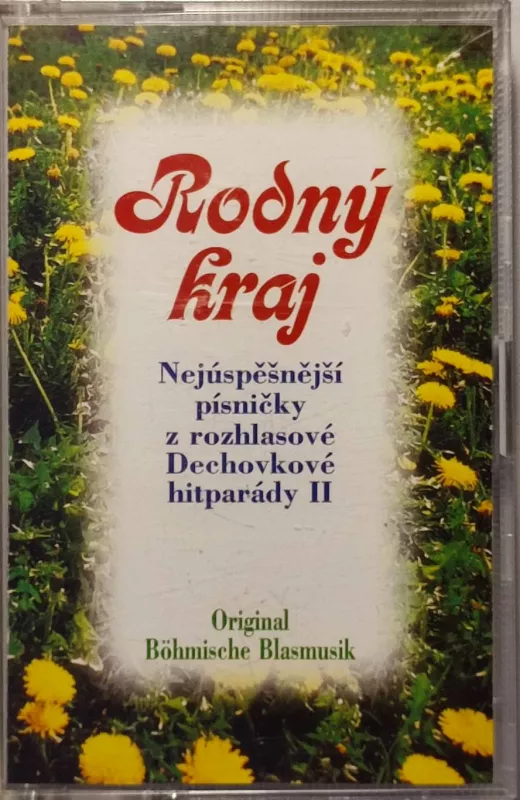 Rodný
kraj
Nejúspěšnější
písničky
z rozhlasové
Dechovkové
hitparády II
Original
Böhmische Blasmusik